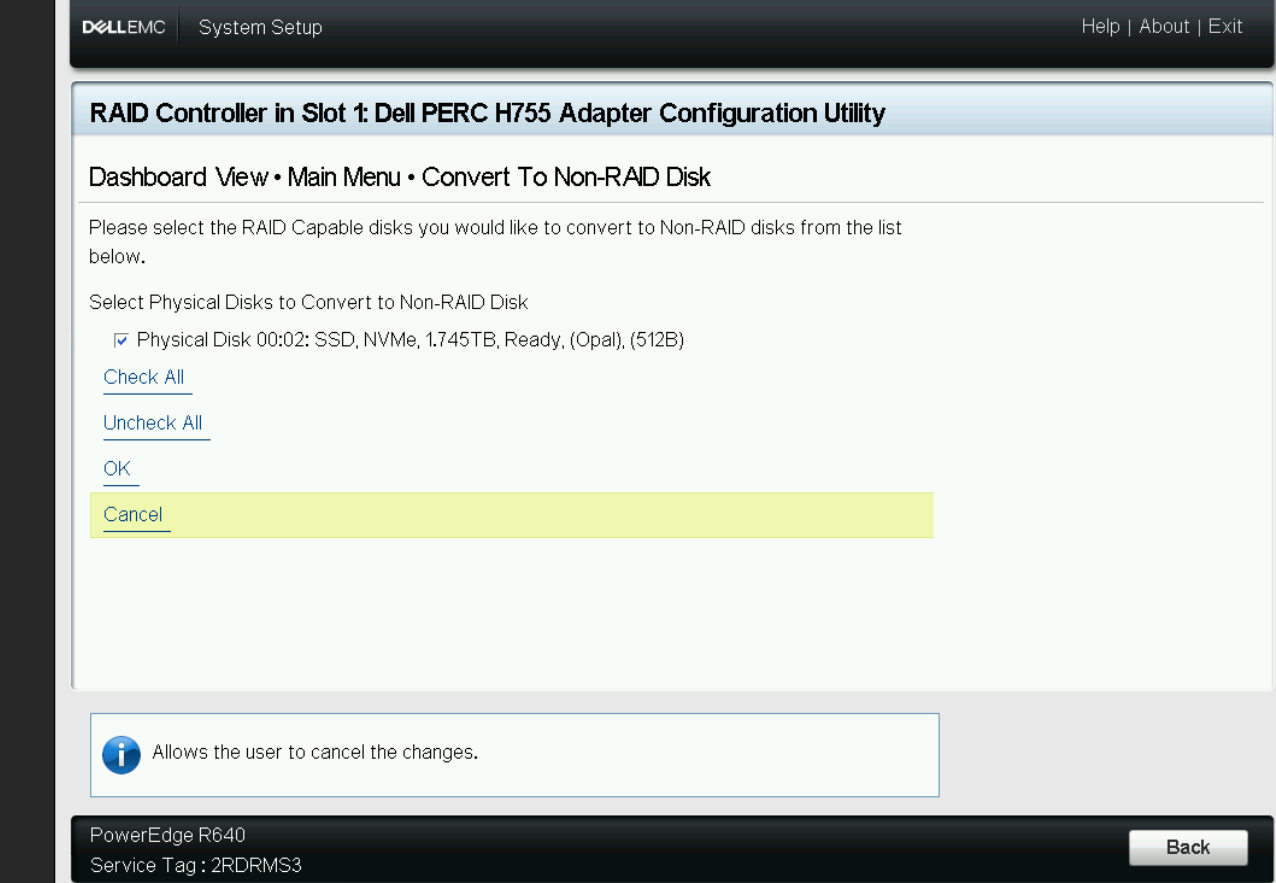 DELLEMC System Setup Help | About | Exit
RAID Controller in Slot 1: Dell PERC H755 Adapter Configuration Utility
Dashboard View • Main Menu • Convert To Non-RAID Disk
Please select the RAID Capable disks you would like to convert to Non-RAID disks from the list
below.
Select Physical Disks to Convert to Non-RAID Disk
Physical Disk 00:02: SSD, NVMe, 1.745TB, Ready, (Opal), (512B)
Check All
Uncheck All
OK
Cancel
Allows the user to cancel the changes.
PowerEdge R640
Service Tag : 2RDRMS3
Back